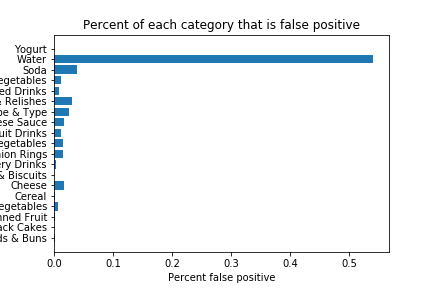 Percent of each category that is false positive
Yogurt
Water
Soda
egetables
ed Drinks
& Relishes
pe & Type
ese Sauce
uit Drinks
egetables
nion Rings
ry Drinks
& Biscuits
Cheese
Cereal
egetables
nned Fruit
ack Cakes
ds & Buns
0.0 0.1 0.2 0.3 0.4 0.5
Percent false positive